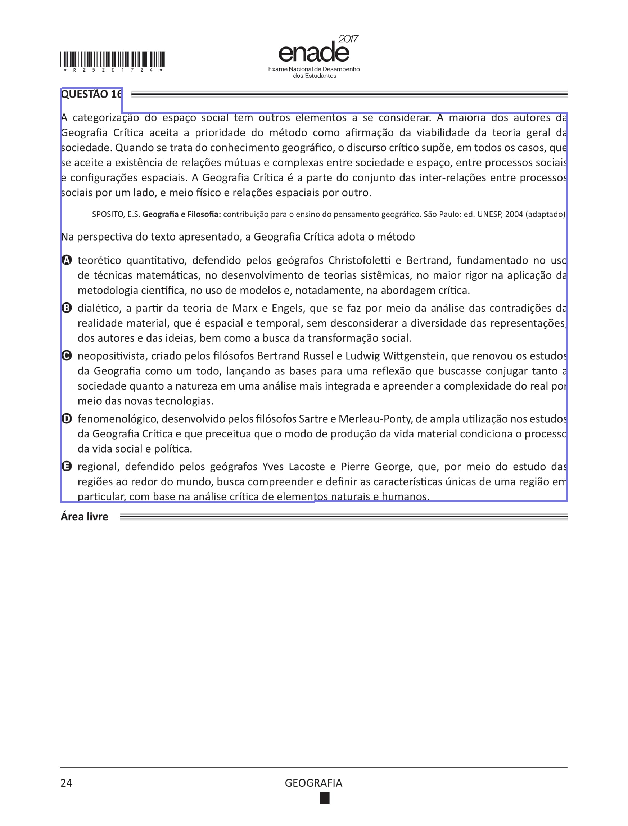 enade 2017
Exame Nacional de Desempenho
dos Estudantes
*R2520172 4*
QUESTÃO 16
A categorização do espaço social tem outros elementos a se considerar. A maioria dos autores da
Geografia Crítica aceita a prioridade do método como afirmação da viabilidade da teoria geral da
sociedade. Quando se trata do conhecimento geográfico, o discurso crítico supõe, em todos os casos, que
se aceite a existência de relações mútuas e complexas entre sociedade e espaço, entre processos sociais
e configurações espaciais. A Geografia Crítica é a parte do conjunto das inter-relações entre processos
sociais por um lado, e meio físico e relações espaciais por outro.
SPOSITO, E.S. Geografia e Filosofia: contribuição para o ensino do pensamento geográfico. São Paulo: ed. UNESP, 2004 (adaptado)
Na perspectiva do texto apresentado, a Geografia Crítica adota o método
A teorético quantitativo, defendido pelos geógrafos Christofoletti e Bertrand, fundamentado no uso
de técnicas matemáticas, no desenvolvimento de teorias sistêmicas, no maior rigor na aplicação da
metodologia científica, no uso de modelos e, notadamente, na abordagem crítica.
B dialético, a partir da teoria de Marx e Engels, que se faz por meio da análise das contradições da
realidade material, que é espacial e temporal, sem desconsiderar a diversidade das representações,
dos autores e das ideias, bem como a busca da transformação social.
C neopositivista, criado pelos filósofos Bertrand Russel e Ludwig Wittgenstein, que renovou os estudos
da Geografia como um todo, lançando as bases para uma reflexão que buscasse conjugar tanto a
sociedade quanto a natureza em uma análise mais integrada e apreender a complexidade do real por
meio das novas tecnologias.
D fenomenológico, desenvolvido pelos filósofos Sartre e Merleau-Ponty, de ampla utilização nos estudos
da Geografia Crítica e que preceitua que o modo de produção da vida material condiciona o processo
da vida social e política.
E regional, defendido pelos geógrafos Yves Lacoste e Pierre George, que, por meio do estudo das
regiões ao redor do mundo, busca compreender e definir as características únicas de uma região em
particular, com base na análise crítica de elementos naturais e humanos.
Área livre
24
GEOGRAFIA